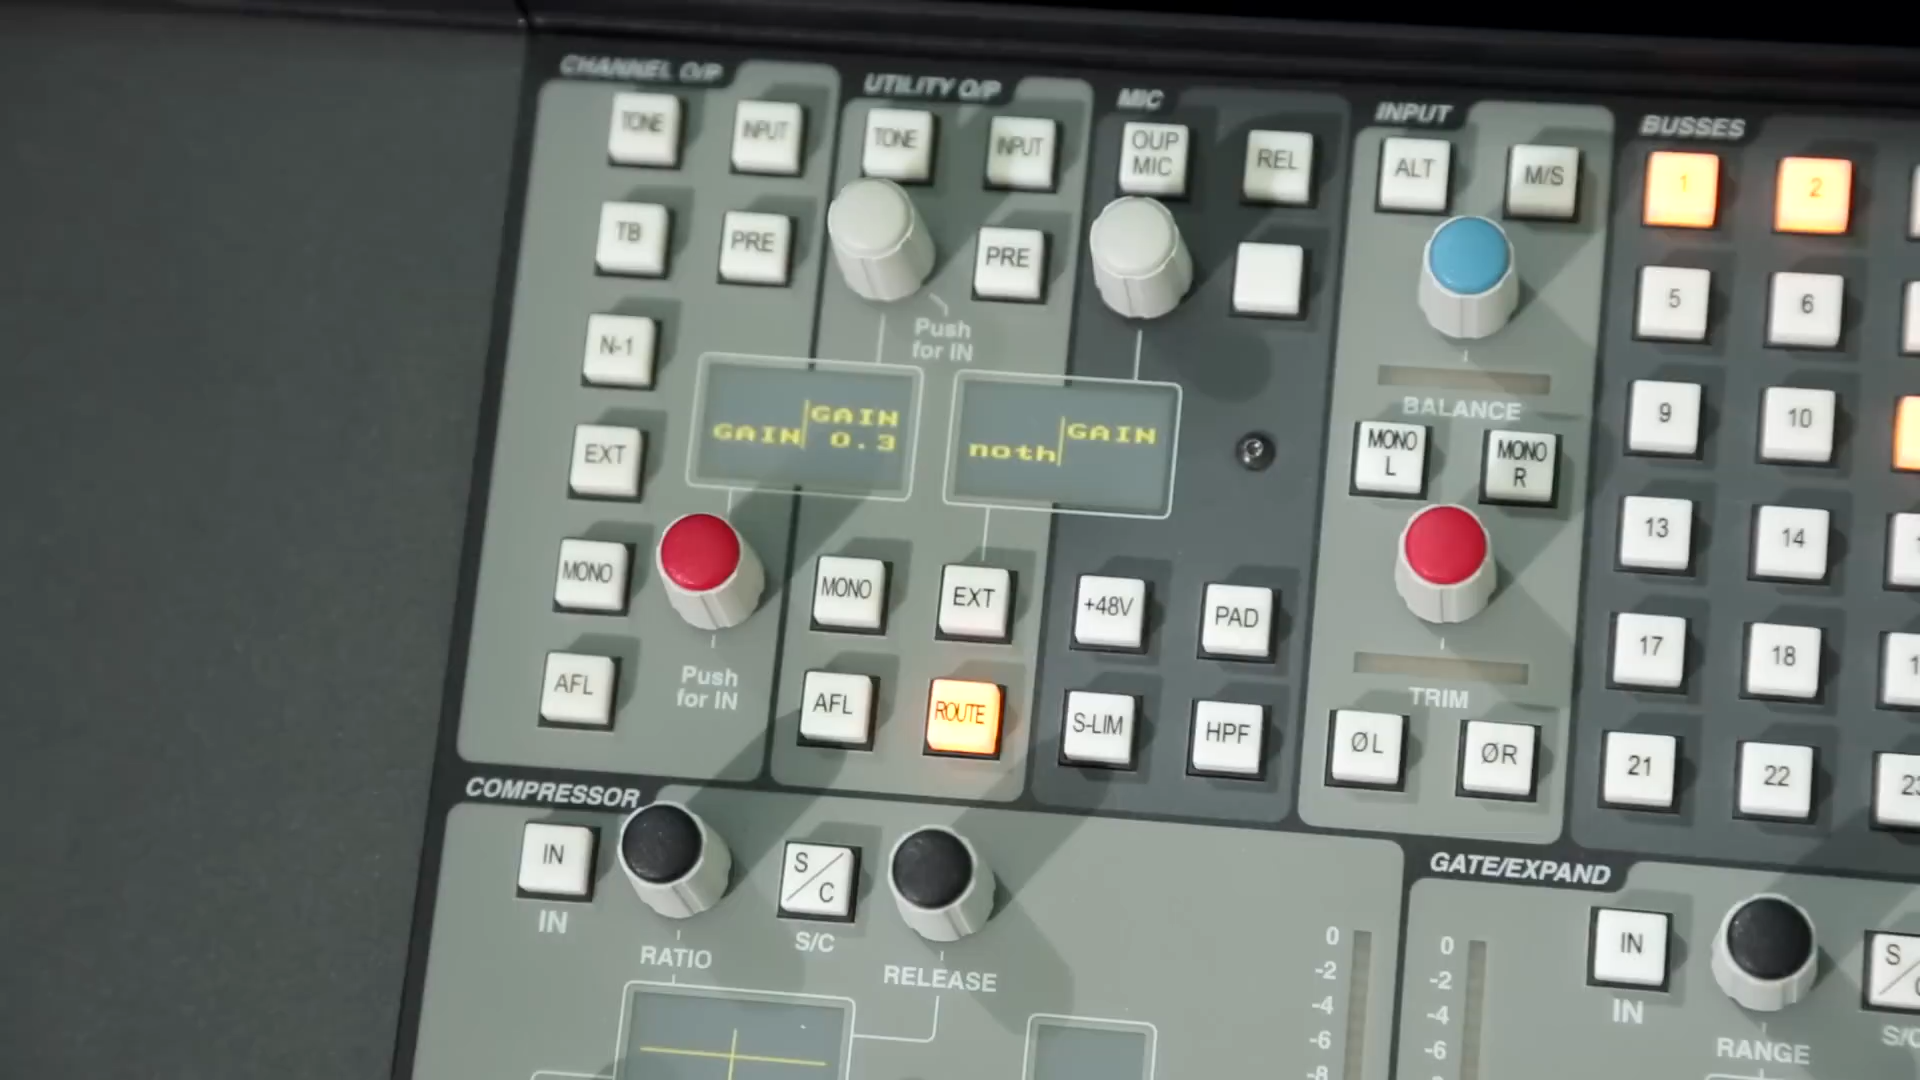 CHANNEL O/P
TONE
INPUT
TB
PRE
N-1
EXT
MONO
AFL
Push
for IN
UTILITY O/P
TONE
INPUT
PRE
Push
for IN
GAIN
GAIN
0.3
MONO
EXT
AFL
ROUTE
MIC
OUP
MIC
REL
noth
GAIN
+48V
PAD
S-LIM
HPF
INPUT
ALT
M/S
BALANCE
MONO
L
MONO
R
TRIM
ØL
ØR
BUSSES
1
2
5
6
9
10
13
14
17
18
21
22
COMPRESSOR
IN
IN
RATIO
S/C
S/C
RELEASE
0
-2
-4
-6
-8
GATE/EXPAND
IN
IN
RANGE
0
-2
-4
-6